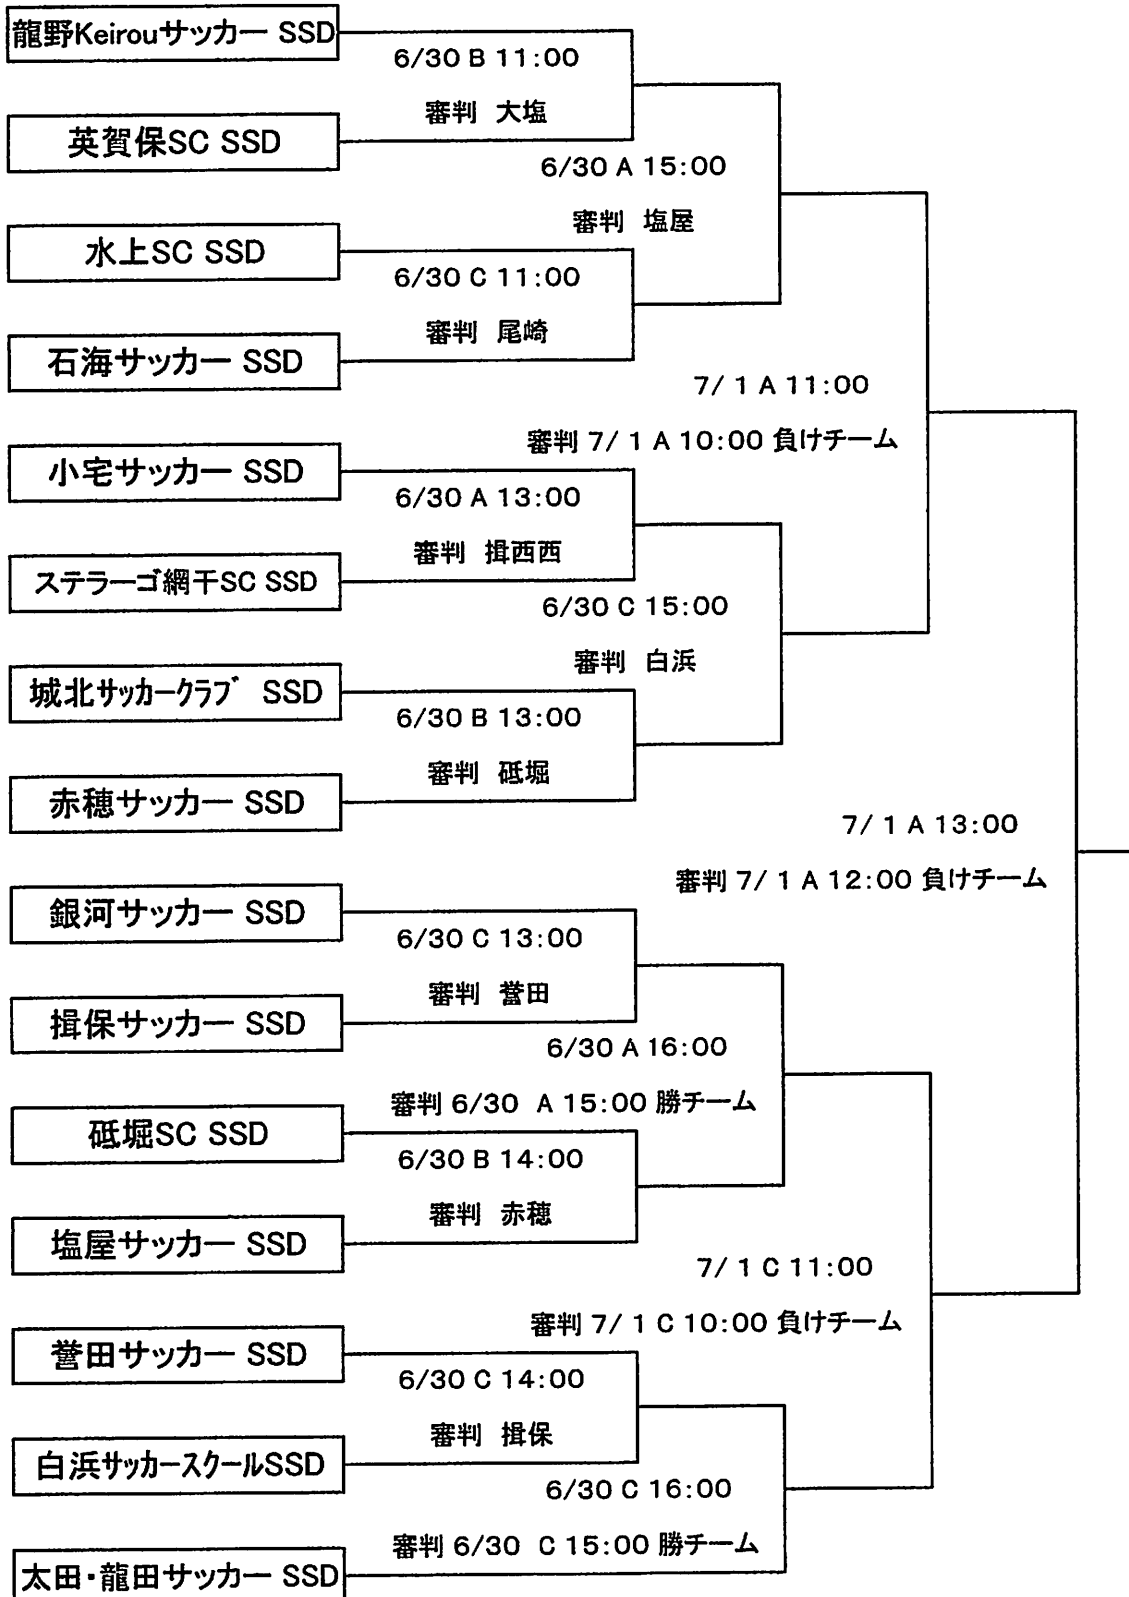 龍野Keirouサッカー SSD
6/30 B 11:00
審判 大塩
英賀保SC SSD
6/30 A 15:00
審判 塩屋
水上SC SSD
6/30 C 11:00
審判 尾崎
石海サッカー SSD
7/ 1 A 11:00
審判 7/ 1 A 10:00 負けチーム
小宅サッカー SSD
6/30 A 13:00
審判 揖西西
ステラーゴ網干SC SSD
6/30 C 15:00
審判 白浜
城北サッカークラブ SSD
6/30 B 13:00
審判 砥堀
赤穂サッカー SSD
7/ 1 A 13:00
審判 7/ 1 A 12:00 負けチーム
銀河サッカー SSD
6/30 C 13:00
審判 誉田
揖保サッカー SSD
6/30 A 16:00
審判 6/30 A 15:00 勝チーム
砥堀SC SSD
6/30 B 14:00
審判 赤穂
塩屋サッカー SSD
7/ 1 C 11:00
審判 7/ 1 C 10:00 負けチーム
誉田サッカー SSD
6/30 C 14:00
審判 揖保
白浜サッカースクールSSD
6/30 C 16:00
審判 6/30 C 15:00 勝チーム
太田・龍田サッカー SSD